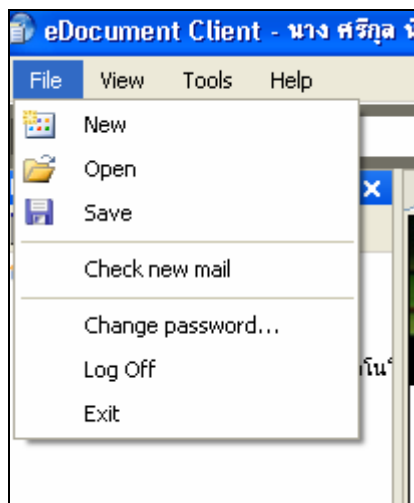 eDocument Client - นาง ศรีกุล
File View Tools Help
New
Open
Save
Check new mail
Change password...
Log Off
Exit